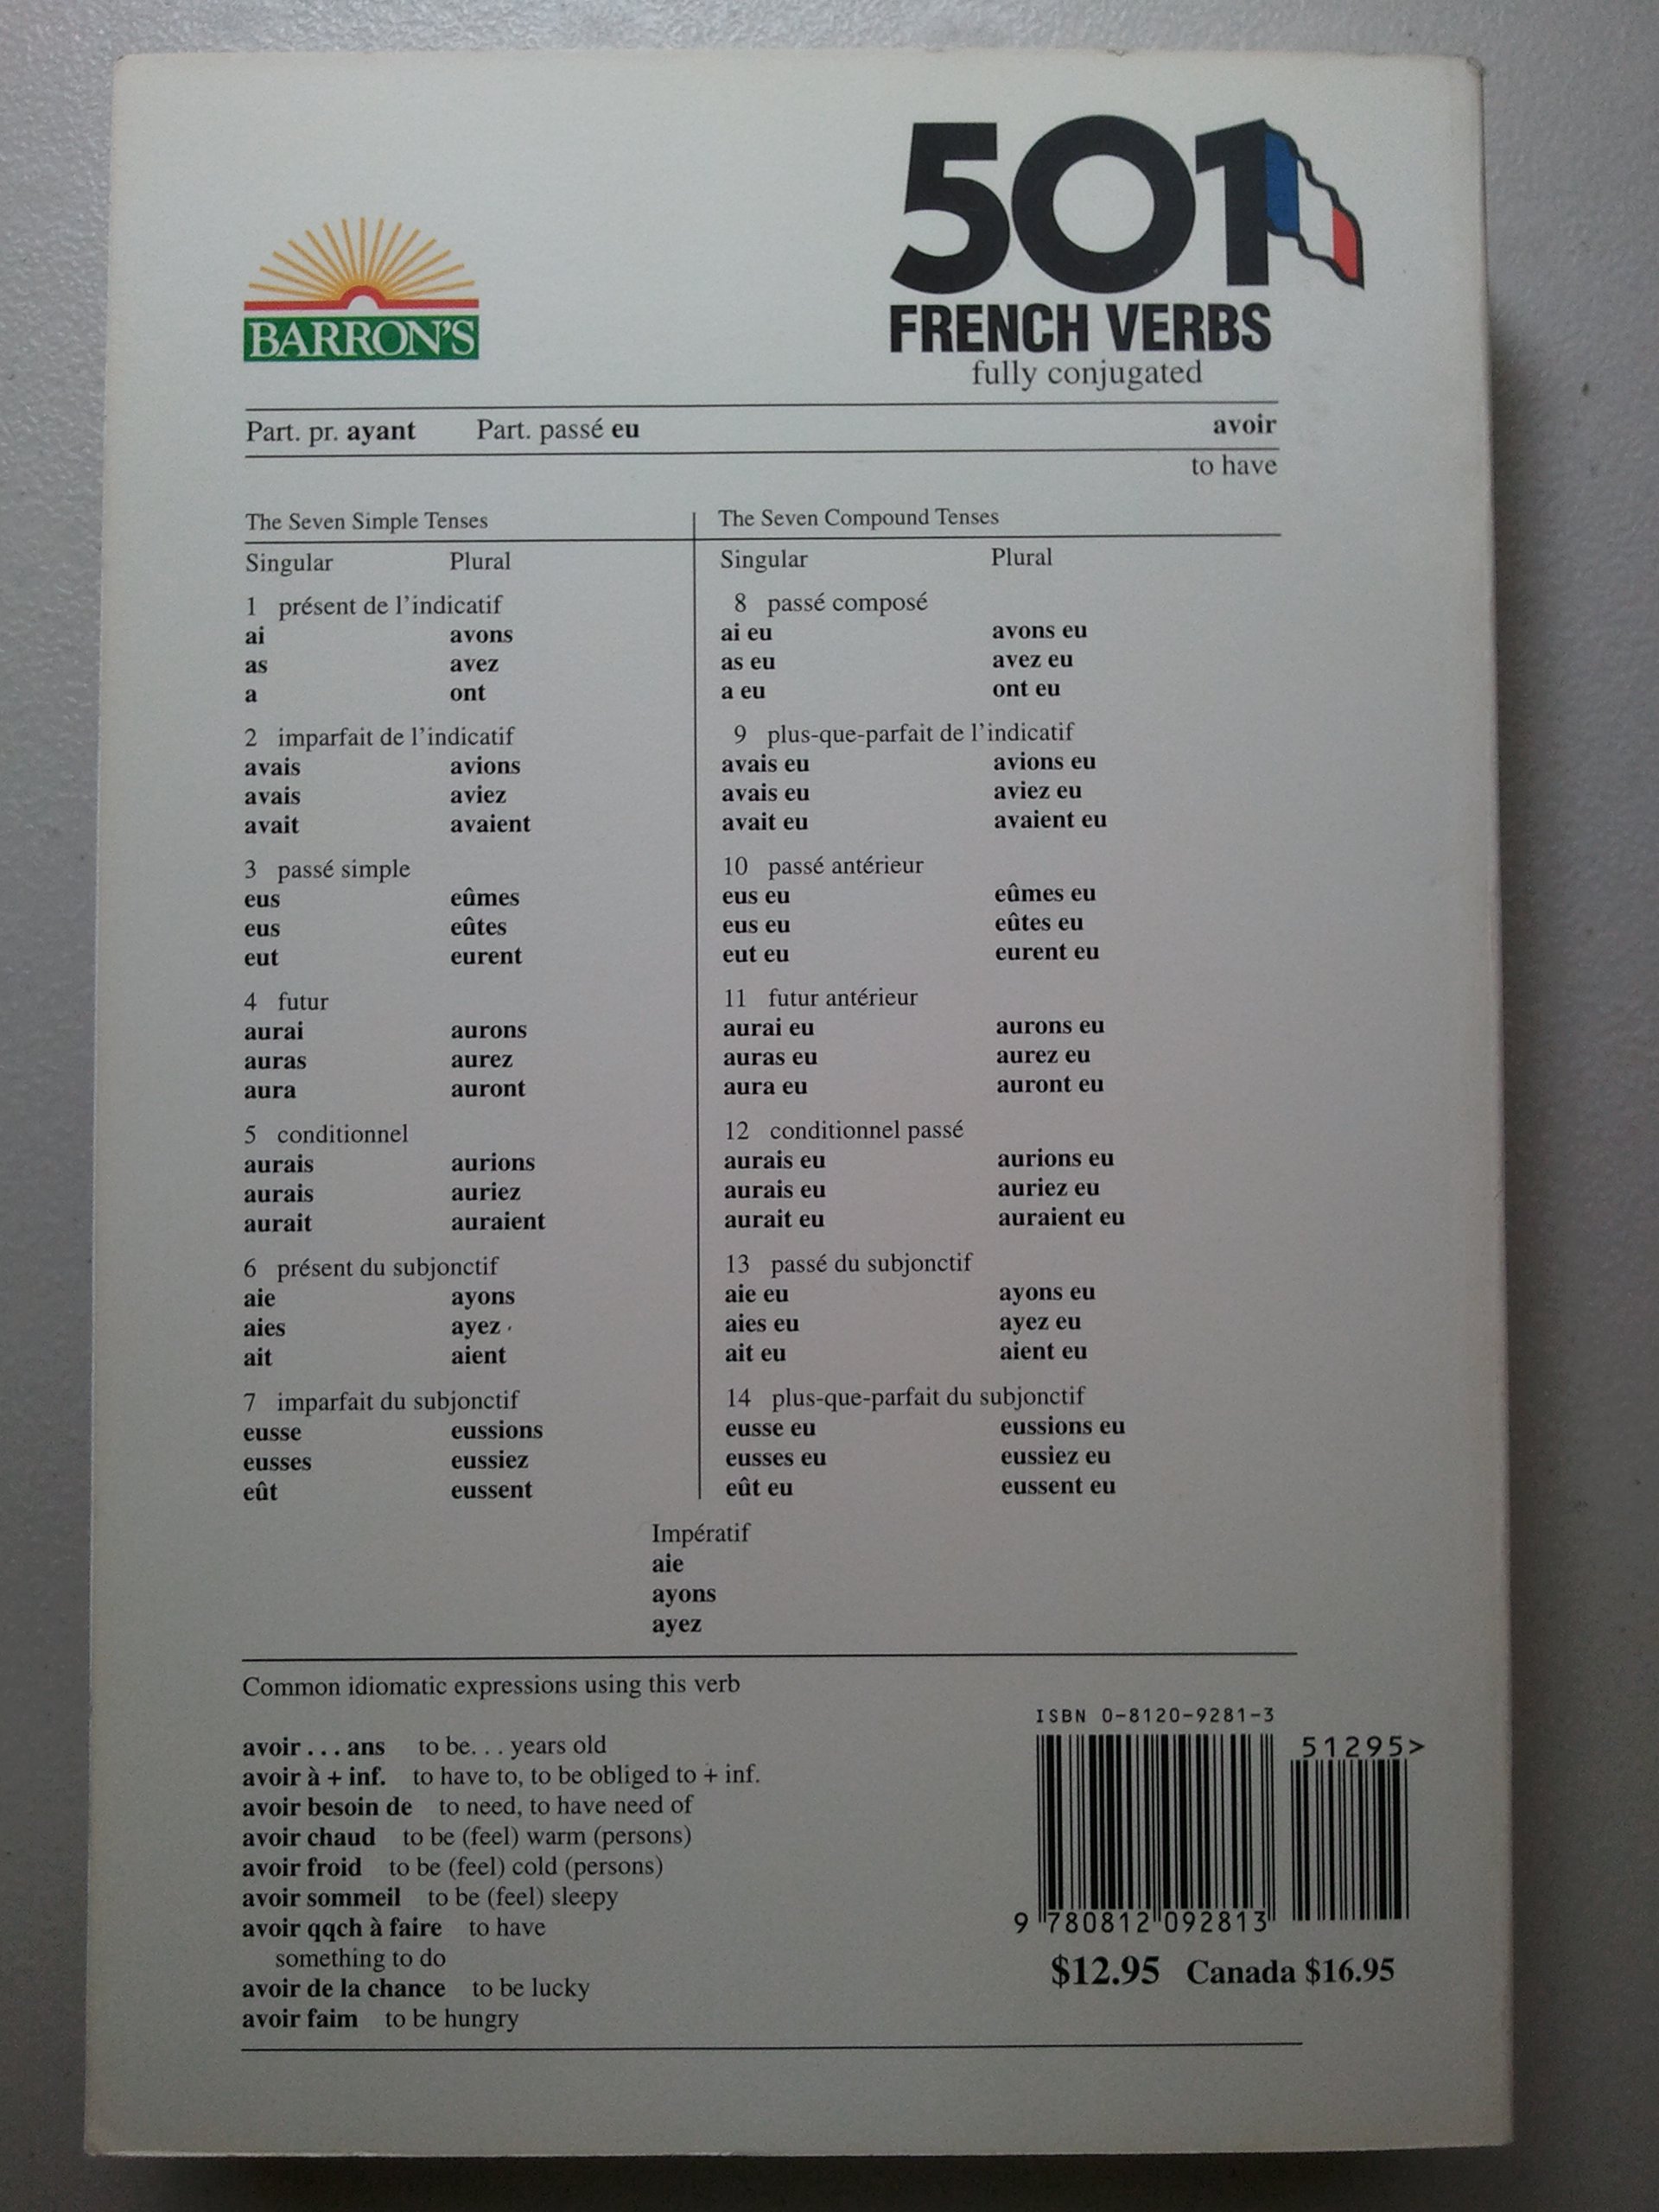 501
FRENCH VERBS
fully conjugated
BARRON'S
Part. pr. ayant Part. passé eu avoir
to have
The Seven Simple Tenses The Seven Compound Tenses
Singular Plural Singular Plural
1 présent de l'indicatif 8 passé composé
ai avons ai eu avons eu
as avez as eu avez eu
a ont a eu ont eu
2 imparfait de l'indicatif 9 plus-que-parfait de l'indicatif
avais avions avais eu avions eu
avais aviez avais eu aviez eu
avait avaient avait eu avaient eu
3 passé simple 10 passé antérieur
eus eûmes eus eu eûmes eu
eus eûtes eus eu eûtes eu
eut eurent eut eu eurent eu
4 futur 11 futur antérieur
aurai aurons aurai eu aurons eu
auras aurez auras eu aurez eu
aura auront aura eu auront eu
5 conditionnel 12 conditionnel passé
aurais aurions aurais eu aurions eu
aurais auriez aurais eu auriez eu
aurait auraient aurait eu auraient eu
6 présent du subjonctif 13 passé du subjonctif
aie ayons aie eu ayons eu
aies ayez aies eu ayez eu
ait aient ait eu aient eu
7 imparfait du subjonctif 14 plus-que-parfait du subjonctif
eusse eussions eusse eu eussions eu
eusses eussiez eusses eu eussiez eu
eût eussent eût eu eussent eu
Impératif
aie
ayons
ayez
Common idiomatic expressions using this verb
avoir . . . ans to be. . . years old
avoir à + inf. to have to, to be obliged to + inf.
avoir besoin de to need, to have need of
avoir chaud to be (feel) warm (persons)
avoir froid to be (feel) cold (persons)
avoir sommeil to be (feel) sleepy
avoir qqch à faire to have
something to do
avoir de la chance to be lucky
avoir faim to be hungry
ISBN 0-8120-9281-3
51295>
9 780812 092813
$12.95 Canada $16.95